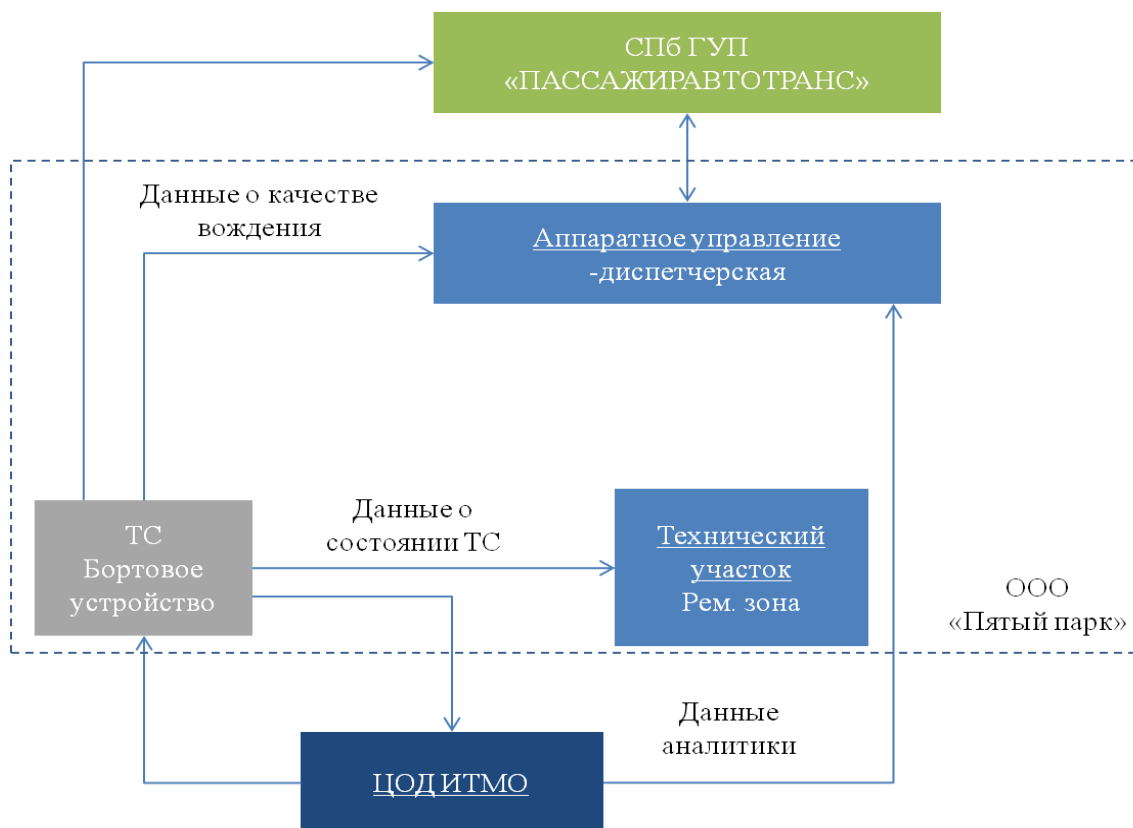 СПб ГУП
«ПАССАЖИРАВТОТРАНС»
Данные о качестве
вождения
Аппаратное управление
-диспетчерская
ТС
Бортовое
устройство
Данные о
состоянии ТС
Технический
участок
Рем. зона
ООО
«Пятый парк»
Данные
аналитики
ЦОД ИТМО